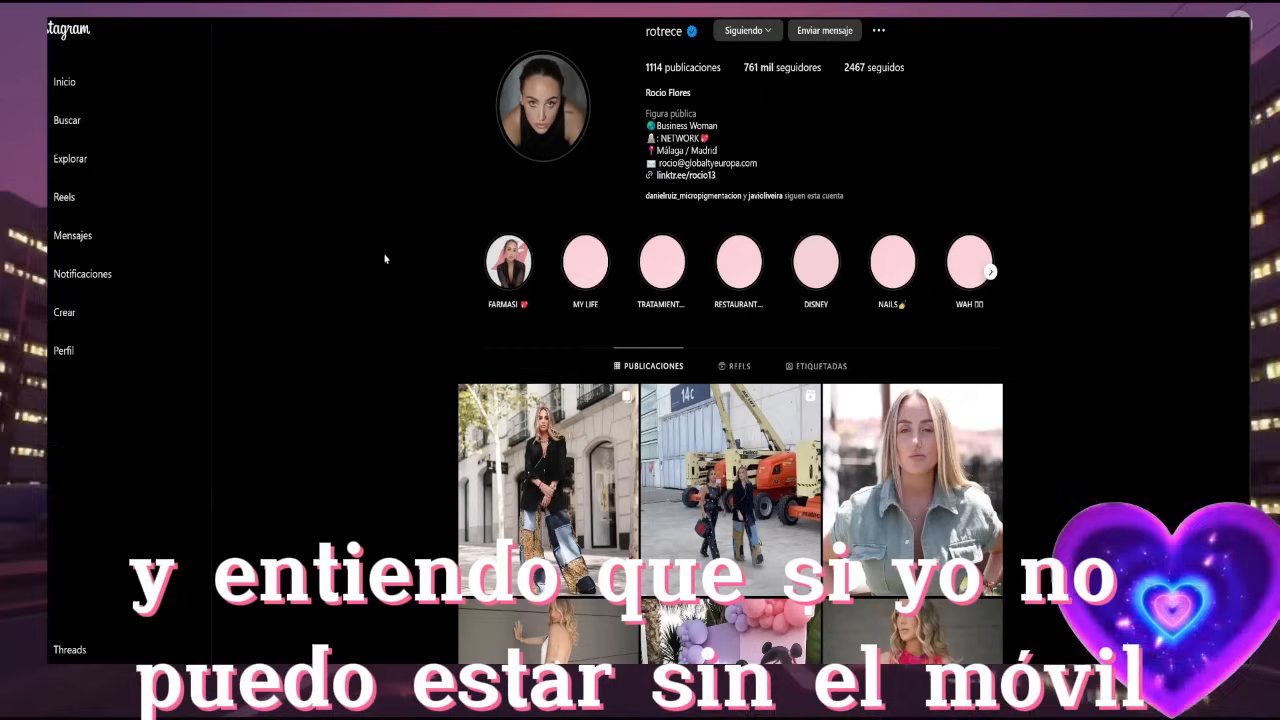 stagram
rotrece
Siguiendo
Enviar mensaje
1114 publicaciones
761 mil seguidores
2467 seguidos
Rocio Flores
Figura pública
Business Woman
: NETWORK
Málaga / Madrid
rocio@globaltyeuropa.com
linktr.ee/rocio13
danielruiz_micropigmentacion y javioliveira siguen esta cuenta
Inicio
Buscar
Explorar
Reels
Mensajes
Notificaciones
Crear
Perfil
Threads
FARMASI
MY LIFE
TRATAMIENT...
RESTAURANT...
DISNEY
NAILS
WAH
PUBLICACIONES
REELS
ETIQUETADAS
14c
y entiendo que si yo no
puedo estar sin el móvil